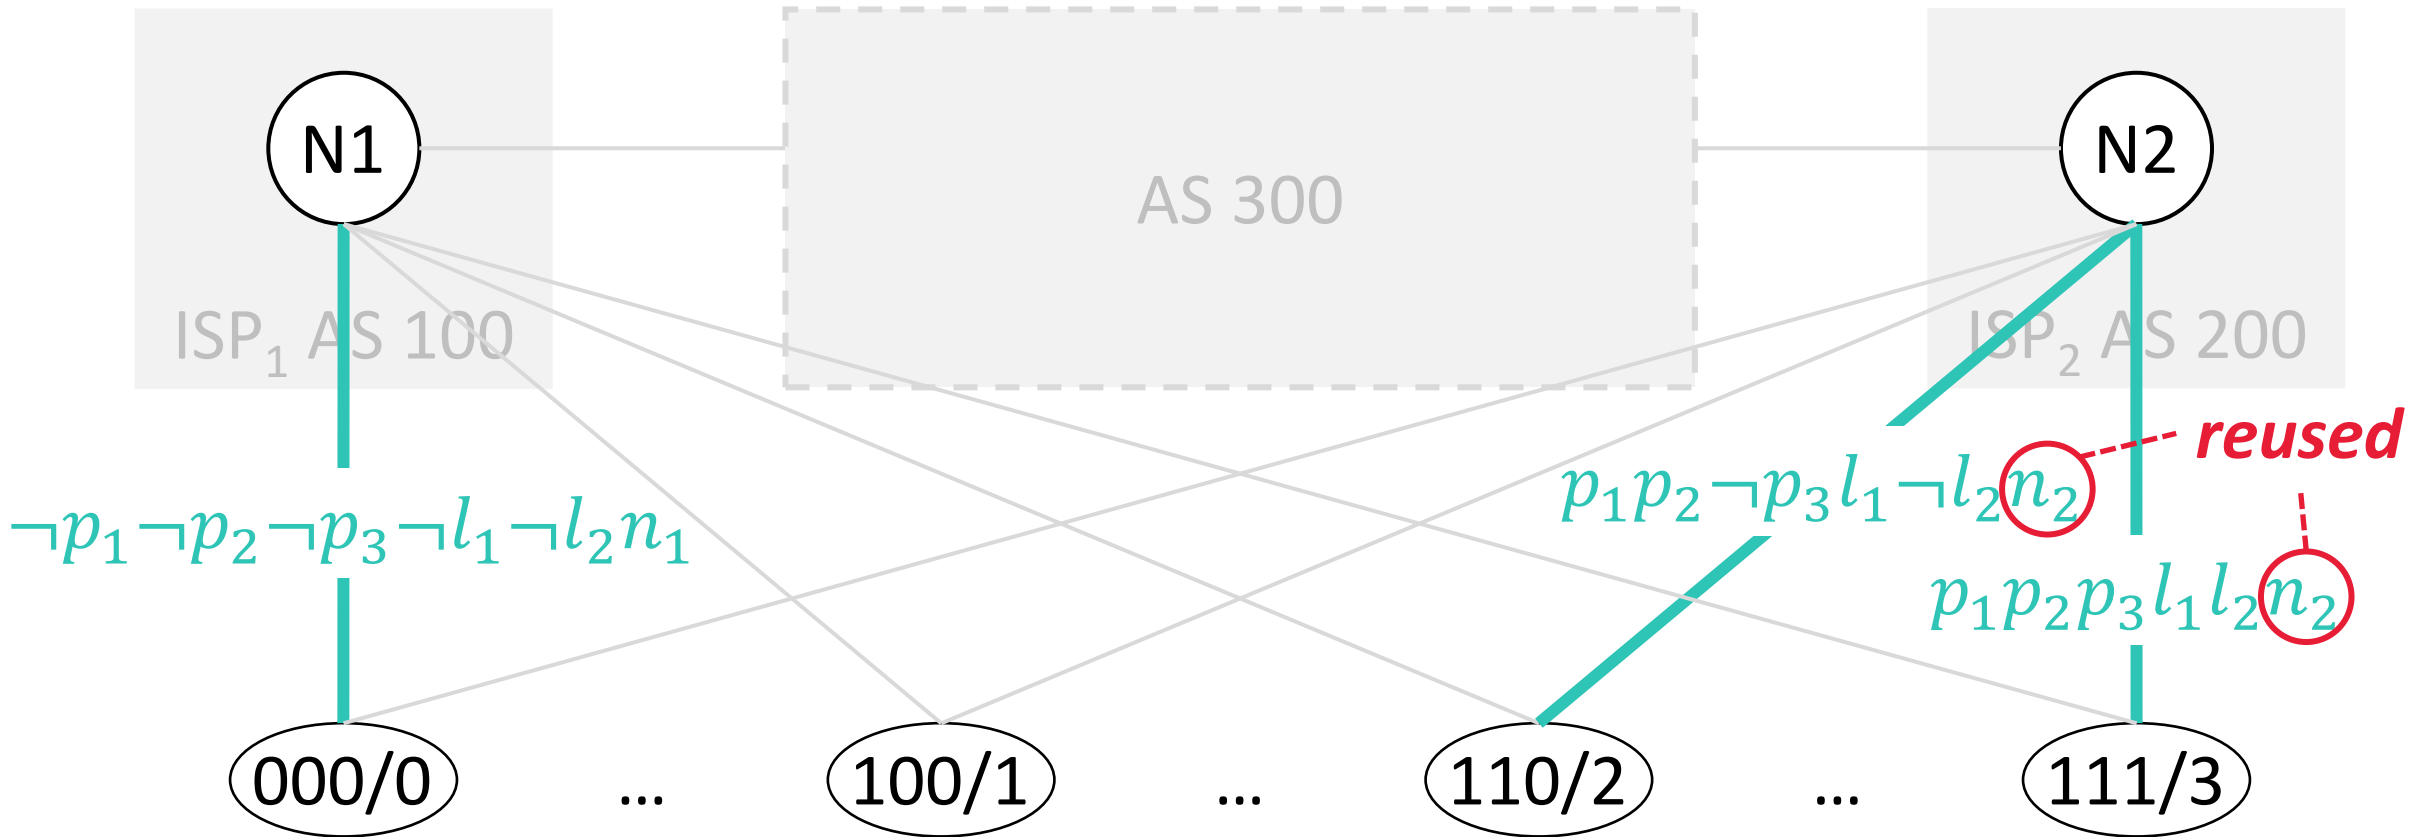 N1
N2
AS 300
ISP₁ AS 100
ISP₂ AS 200
reused
p₁p₂¬p₃l₁¬l₂n₂
¬p₁¬p₂¬p₃¬l₁¬l₂n₁
p₁p₂p₃l₁l₂n₂
000/0 ... 100/1 ... 110/2 ... 111/3